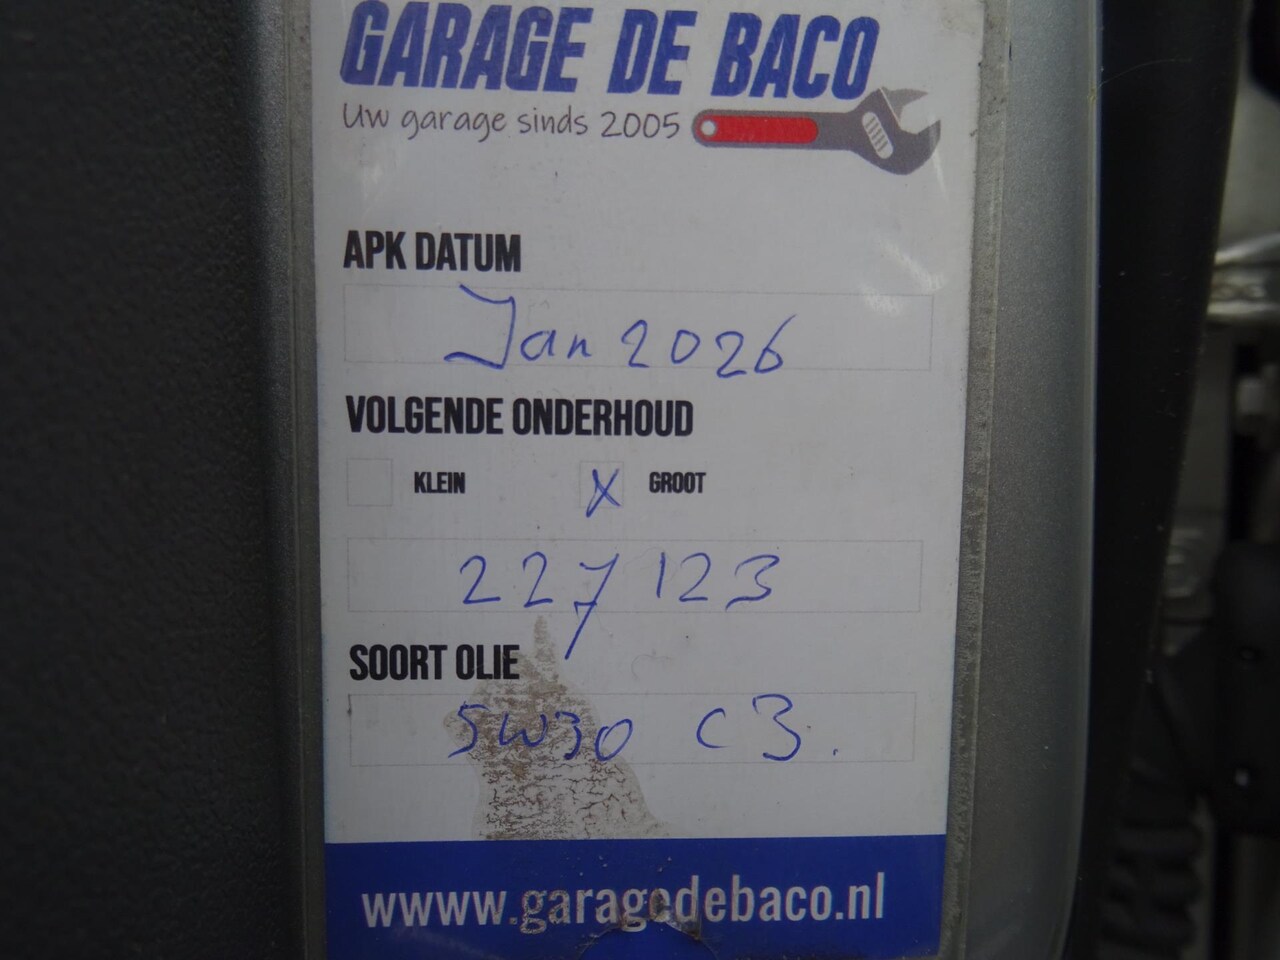 GARAGE DE BACO
Uw garage sinds 2005
APK DATUM
Jan 2026
VOLGENDE ONDERHOUD
KLEIN X GROOT
227123
SOORT OLIE
5W30 C3.
www.garagedebaco.nl